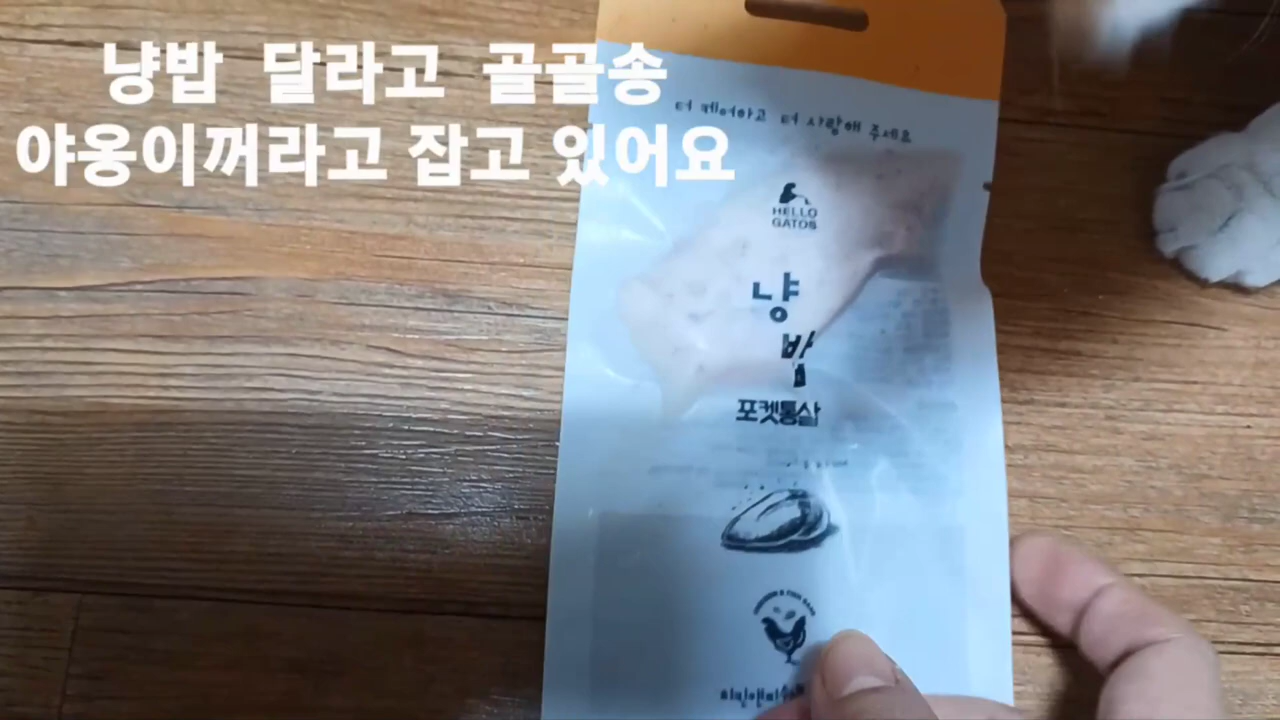 냥밥 달라고 골골송
야옹이꺼라고 잡고 있어요
더 케어하고 더 사랑해 주세요
HELLO
GATOS
냥
밥
포켓통살